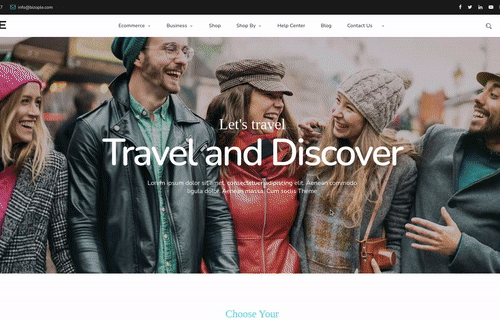 info@bizople.com
E
Ecommerce Business Shop Shop By Help Center Blog Contact Us
Let's travel
Travel and Discover
Lorem ipsum dolor sit amet, consectetuer adipiscing elit. Aenean commodo
ligula dolor. Aenean massa. Cum sociis Theme
Choose Your